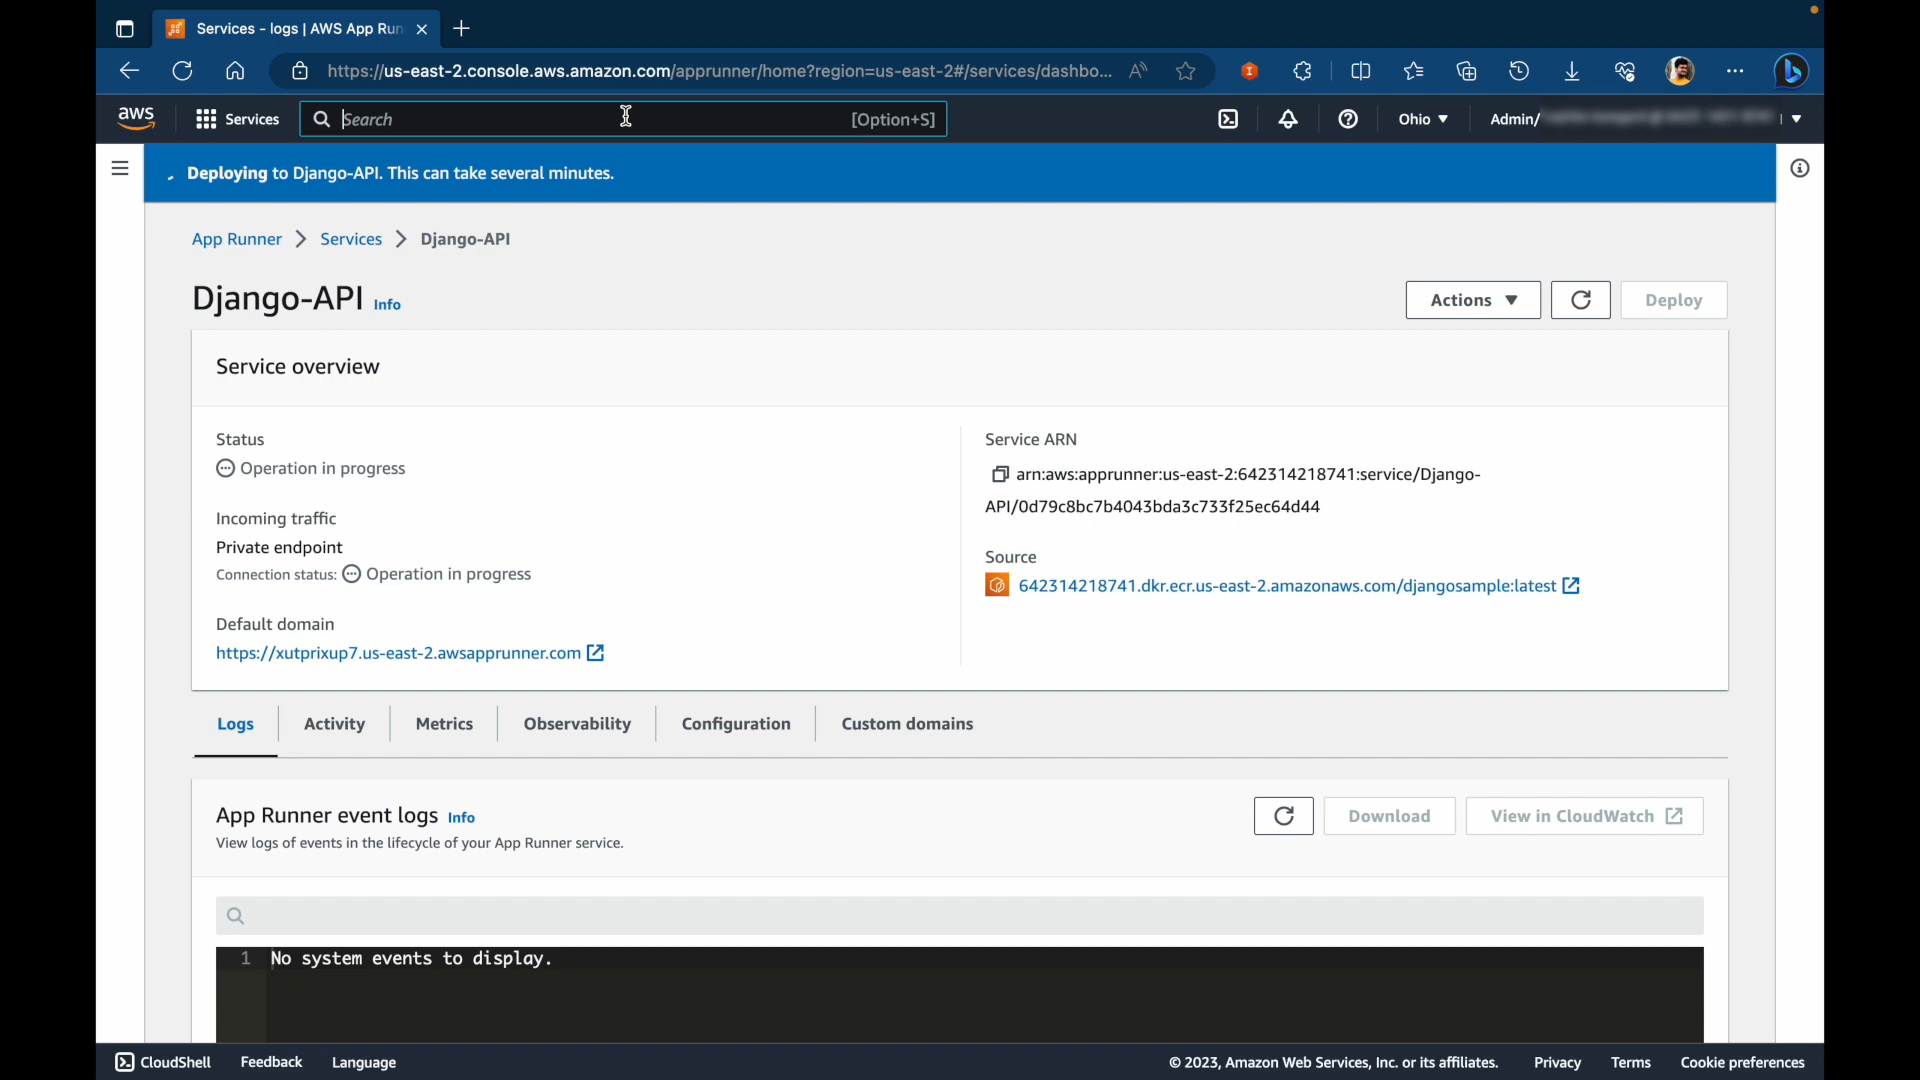 Services - logs | AWS App Run
https://us-east-2.console.aws.amazon.com/apprunner/home?region=us-east-2#/services/dashbo...
aws
Services
Search
[Option+S]
Ohio
Admin/
Deploying to Django-API. This can take several minutes.
App Runner
Services
Django-API
Django-API Info
Actions
Deploy
Service overview
Status
Operation in progress
Incoming traffic
Private endpoint
Connection status: Operation in progress
Default domain
https://xutprixup7.us-east-2.awsapprunner.com
Service ARN
arn:aws:apprunner:us-east-2:642314218741:service/Django-
API/0d79c8bc7b4043bda3c733f25ec64d44
Source
642314218741.dkr.ecr.us-east-2.amazonaws.com/djangosample:latest
Logs
Activity
Metrics
Observability
Configuration
Custom domains
App Runner event logs Info
View logs of events in the lifecycle of your App Runner service.
Download
View in CloudWatch
1 No system events to display.
CloudShell
Feedback
Language
© 2023, Amazon Web Services, Inc. or its affiliates.
Privacy
Terms
Cookie preferences